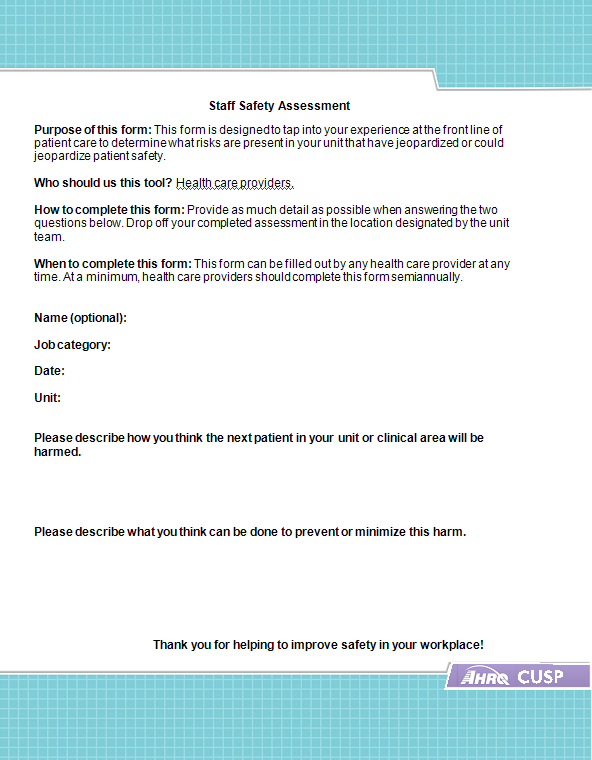 Staff Safety Assessment
Purpose of this form: This form is designed to tap into your experience at the front line of
patient care to determine what risks are present in your unit that have jeopardized or could
jeopardize patient safety.
Who should us this tool? Health care providers.
How to complete this form: Provide as much detail as possible when answering the two
questions below. Drop off your completed assessment in the location designated by the unit
team.
When to complete this form: This form can be filled out by any health care provider at any
time. At a minimum, health care providers should complete this form semiannually.
Name (optional):
Job category:
Date:
Unit:
Please describe how you think the next patient in your unit or clinical area will be
harmed.
Please describe what you think can be done to prevent or minimize this harm.
Thank you for helping to improve safety in your workplace!
AHRQ CUSP